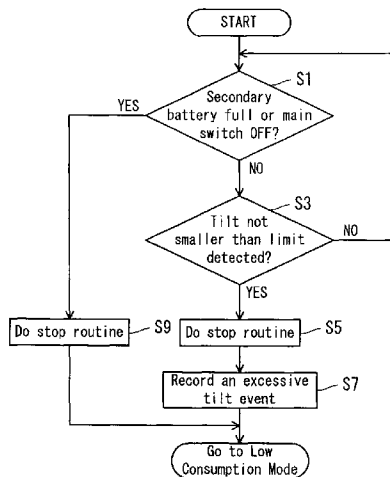 START
S1
Secondary
battery full or main
switch OFF?
YES
NO
S3
Tilt not
smaller than limit
detected?
NO
YES
Do stop routine
S9
Do stop routine
S5
Record an excessive
tilt event
S7
Go to Low
Consumption Mode